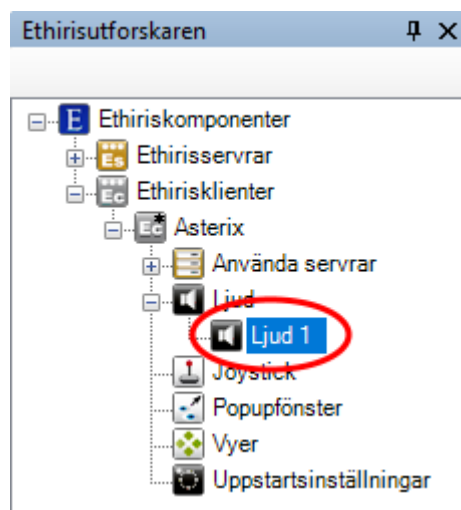 Ethirisutforskaren
Ethiriskomponenter
Ethirisservrar
Ethirisklienter
Asterix
Använda servrar
Ljud
Ljud 1
Joystick
Popupfönster
Vyer
Uppstartsinställningar